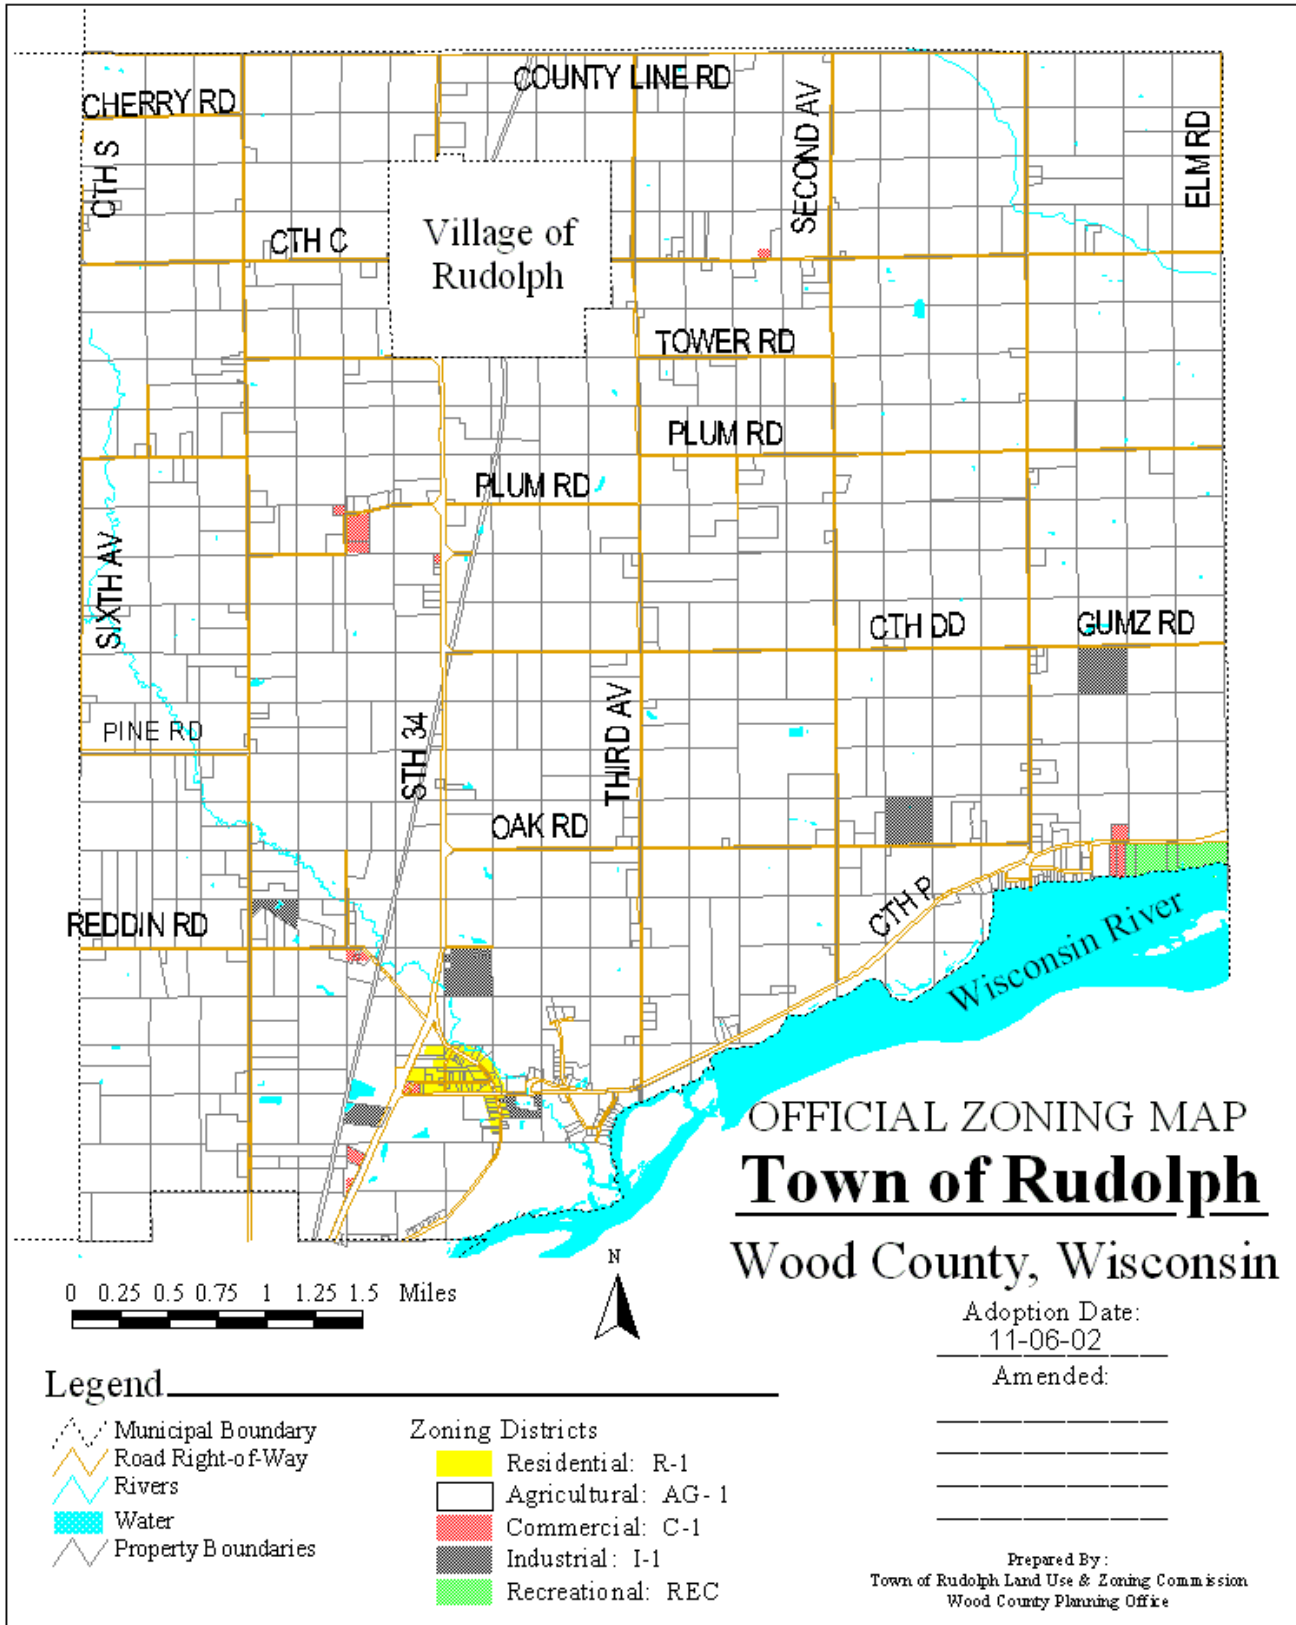 COUNTY LINE RD
CHERRY RD
CTH S
SECOND AV
ELM RD
CTH C
Village of
Rudolph
TOWER RD
PLUM RD
PLUM RD
SIXTH AV
CTH DD
GUMZ RD
PINE RD
STH 34
THIRD AV
OAK RD
REDDIN RD
CTH P
Wisconsin River
OFFICIAL ZONING MAP
Town of Rudolph
Wood County, Wisconsin
N
0 0.25 0.5 0.75 1 1.25 1.5 Miles
Adoption Date:
11-06-02
Amended:
Legend
Municipal Boundary
Road Right-of-Way
Rivers
Water
Property Boundaries
Zoning Districts
Residential: R-1
Agricultural: AG-1
Commercial: C-1
Industrial: I-1
Recreational: REC
Prepared By:
Town of Rudolph Land Use & Zoning Commission
Wood County Planning Office